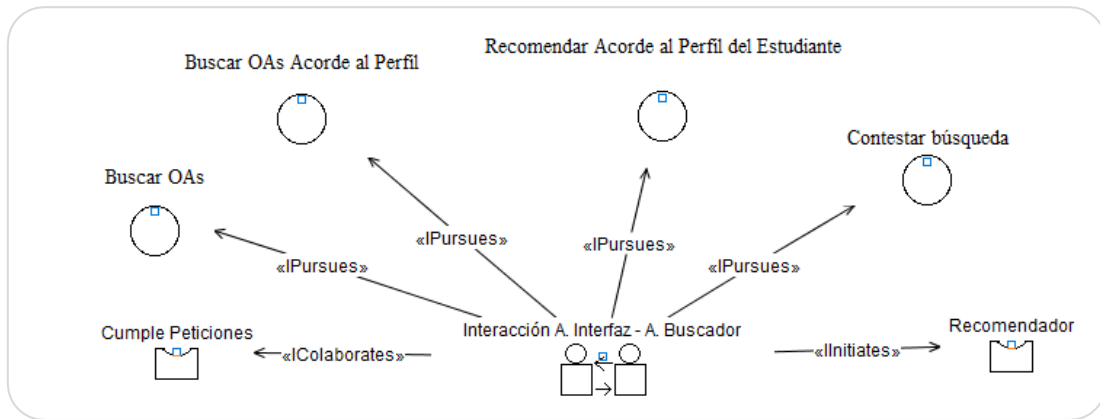 Recomendar Acorde al Perfil del Estudiante
Buscar OAs Acorde al Perfil
Contestar búsqueda
Buscar OAs
«IPursues»
«IPursues»
«IPursues»
«IPursues»
Cumple Peticiones
Interacción A. Interfaz - A. Buscador
Recomendador
«IColaborates»
«IInitiates»